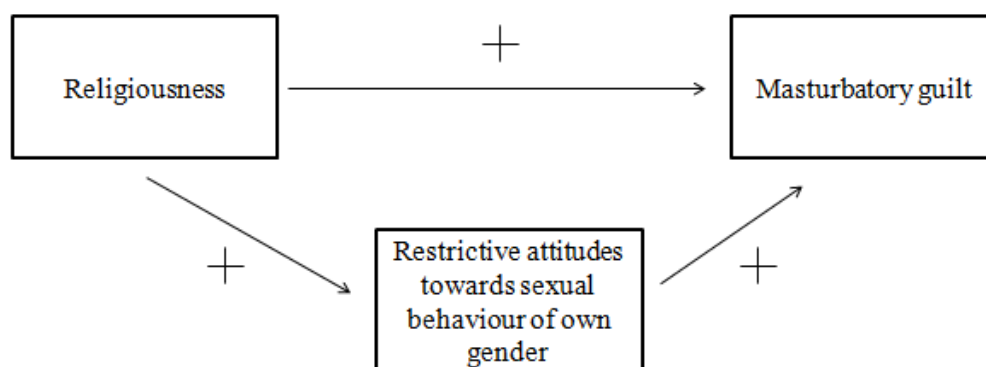 +
Religiousness
Masturbatory guilt
Restrictive attitudes
towards sexual
behaviour of own
gender
+
+